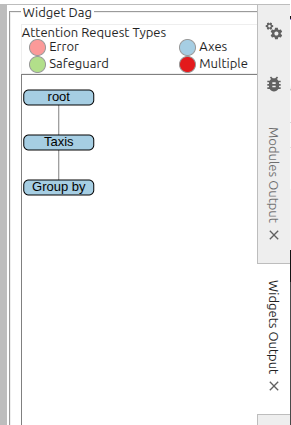 Widget Dag
Attention Request Types
Error
Axes
Safeguard
Multiple
root
Taxis
Group by
Modules Output
Widgets Output